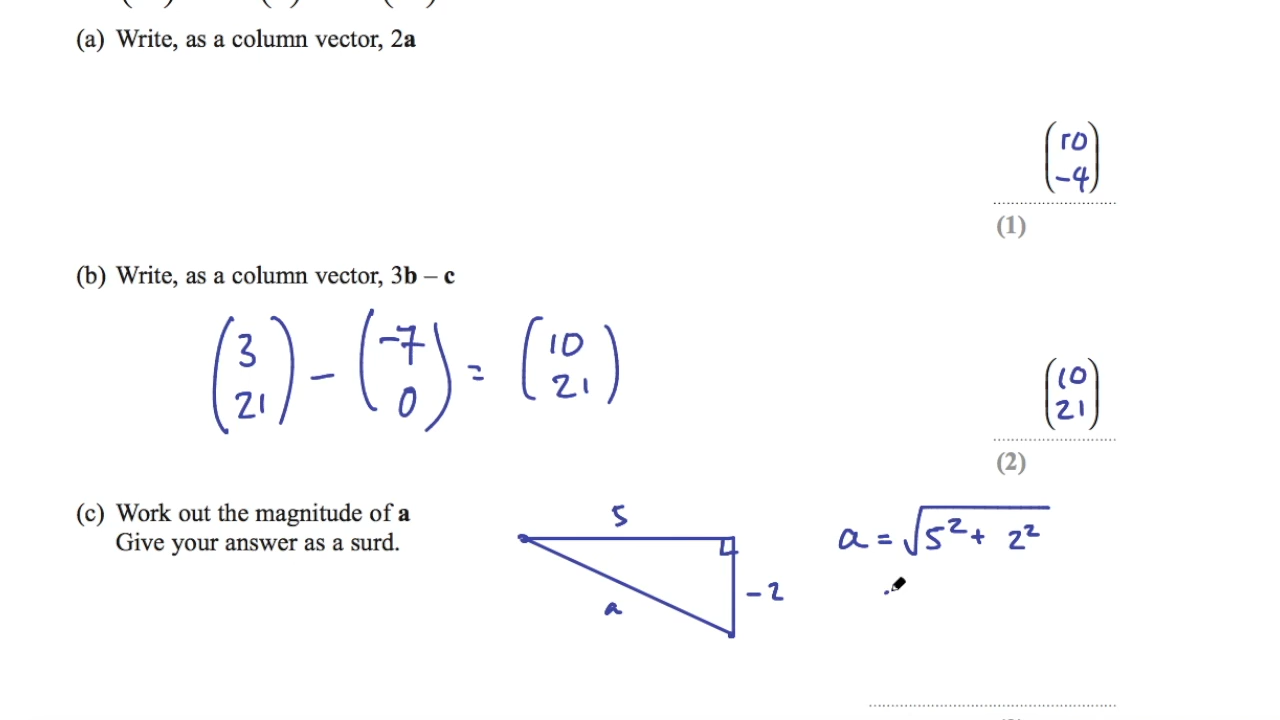 (a) Write, as a column vector, 2a
(10
-4)
(1)
(b) Write, as a column vector, 3b – c
(3
21) - (-7
0) = (10
21)
(10
21)
(2)
(c) Work out the magnitude of a
Give your answer as a surd.
5
-2
a
a = √5² + 2²